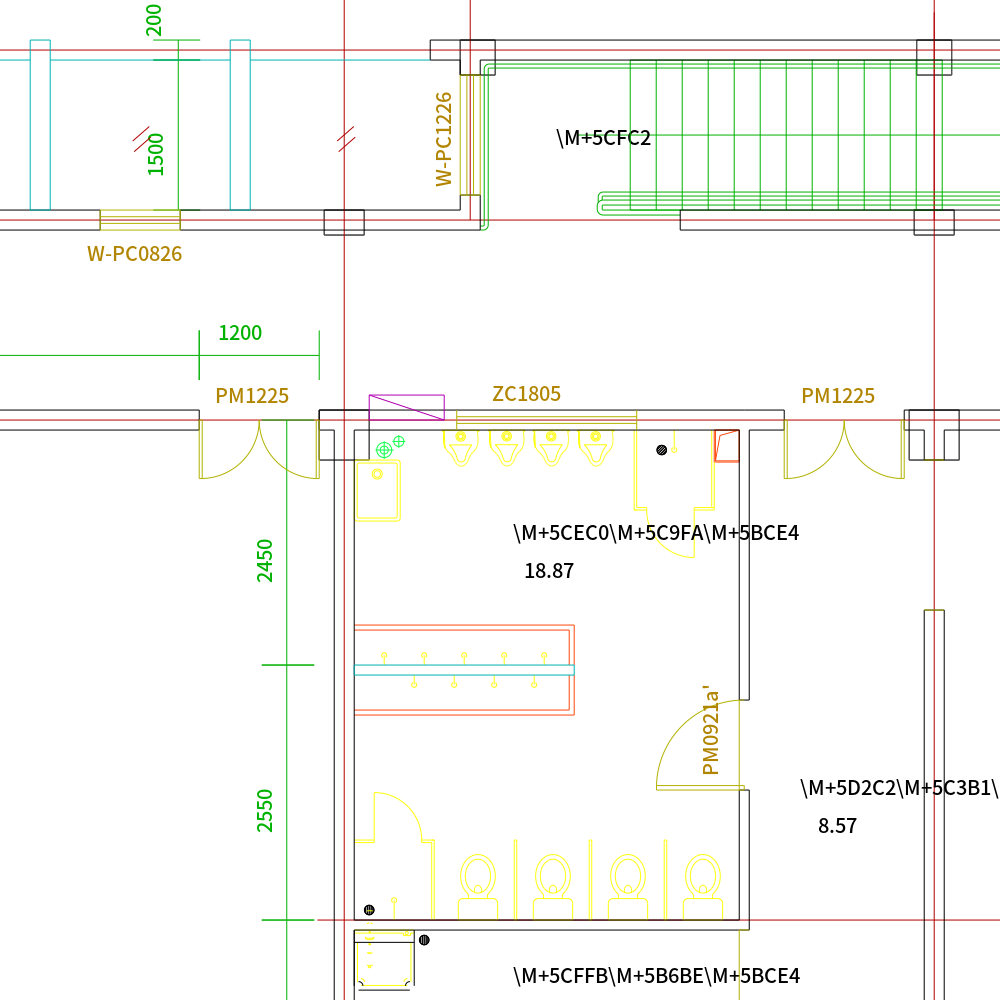 200
W-PC1226
\M+5CFC2
1500
W-PC0826
1200
PM1225
ZC1805
PM1225
\M+5CEC0\M+5C9FA\M+5BCE4
2450
18.87
PM0921a'
\M+5D2C2\M+5C3B1\
2550
8.57
\M+5CFFB\M+5B6BE\M+5BCE4